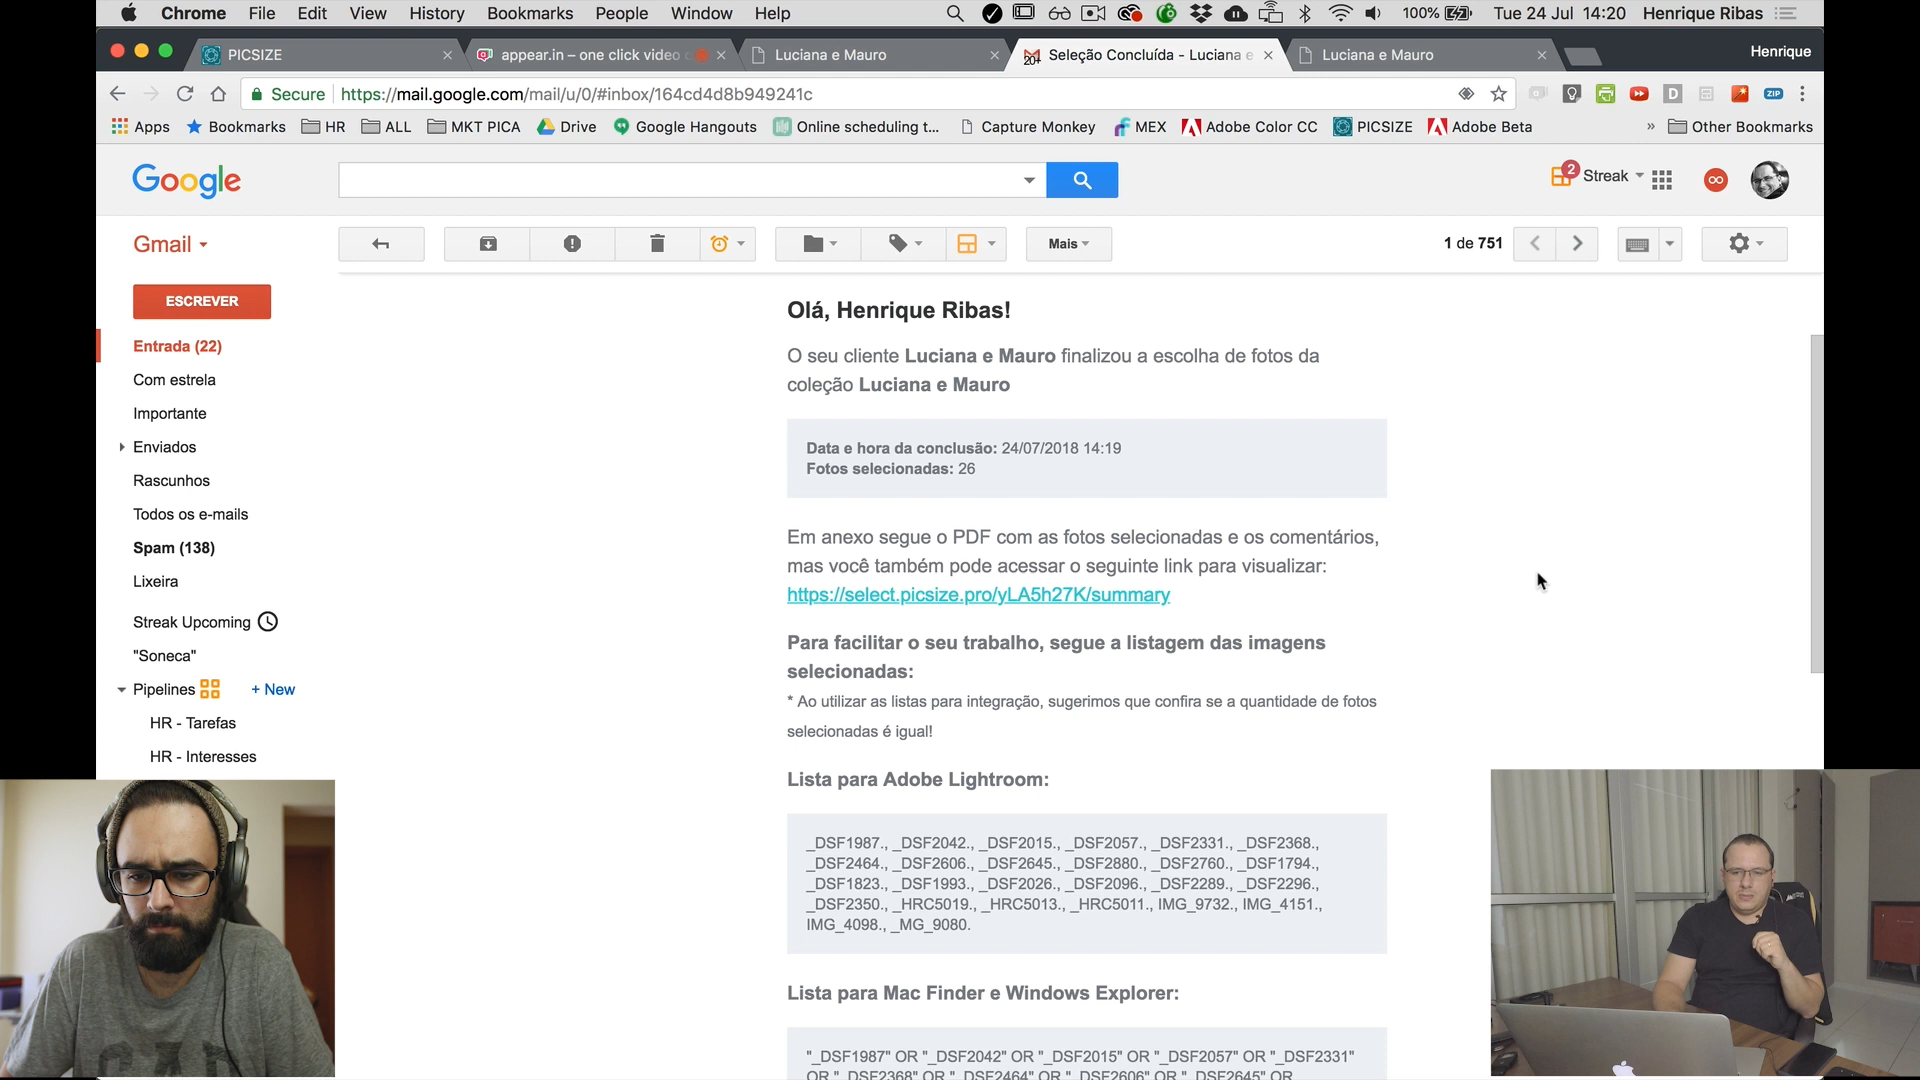 Chrome File Edit View History Bookmarks People Window Help 100% Tue 24 Jul 14:20 Henrique Ribas
PICSIZE appear.in – one click video c Luciana e Mauro Seleção Concluída - Luciana e Luciana e Mauro Henrique
Secure https://mail.google.com/mail/u/0/#inbox/164cd4d8b949241c D ZIP
Apps Bookmarks HR ALL MKT PICA Drive Google Hangouts Online scheduling t... Capture Monkey MEX Adobe Color CC PICSIZE Adobe Beta » Other Bookmarks
Google 2 Streak
Gmail Mais 1 de 751
ESCREVER
Entrada (22)
Com estrela
Importante
Enviados
Rascunhos
Todos os e-mails
Spam (138)
Lixeira
Streak Upcoming
"Soneca"
Pipelines + New
HR - Tarefas
HR - Interesses
Olá, Henrique Ribas!
O seu cliente Luciana e Mauro finalizou a escolha de fotos da
coleção Luciana e Mauro
Data e hora da conclusão: 24/07/2018 14:19
Fotos selecionadas: 26
Em anexo segue o PDF com as fotos selecionadas e os comentários,
mas você também pode acessar o seguinte link para visualizar:
https://select.picsize.pro/yLA5h27K/summary
Para facilitar o seu trabalho, segue a listagem das imagens
selecionadas:
* Ao utilizar as listas para integração, sugerimos que confira se a quantidade de fotos
selecionadas é igual!
Lista para Adobe Lightroom:
_DSF1987., _DSF2042., _DSF2015., _DSF2057., _DSF2331., _DSF2368.,
_DSF2464., _DSF2606., _DSF2645., _DSF2880., _DSF2760., _DSF1794.,
_DSF1823., _DSF1993., _DSF2026., _DSF2096., _DSF2289., _DSF2296.,
_DSF2350., _HRC5019., _HRC5013., _HRC5011., IMG_9732., IMG_4151.,
IMG_4098., _MG_9080.
Lista para Mac Finder e Windows Explorer:
"_DSF1987" OR "_DSF2042" OR "_DSF2015" OR "_DSF2057" OR "_DSF2331"
OR "_DSF2368" OR "_DSF2464" OR "_DSF2606" OR "_DSF2645" OR